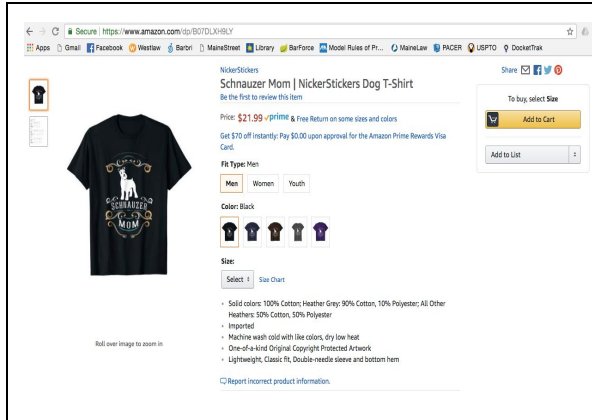 Secure | https://www.amazon.com/dp/B07DLXH9LY
Apps Gmail Facebook Westlaw Barbri MaineStreet Library BarForce Model Rules of Pr... MaineLaw PACER USPTO DocketTrak
NickerStickers
Share
Schnauzer Mom | NickerStickers Dog T-Shirt
Be the first to review this item
To buy, select Size
Price: $21.99 prime & Free Return on some sizes and colors
Add to Cart
Get $70 off instantly: Pay $0.00 upon approval for the Amazon Prime Rewards Visa
Card.
Add to List
Fit Type: Men
Men Women Youth
SCHNAUZER
MOM
Color: Black
Size:
Select Size Chart
Solid colors: 100% Cotton; Heather Grey: 90% Cotton, 10% Polyester; All Other
Heathers: 50% Cotton, 50% Polyester
Imported
Machine wash cold with like colors, dry low heat
One-of-a-kind Original Copyright Protected Artwork
Lightweight, Classic fit, Double-needle sleeve and bottom hem
Roll over image to zoom in
Report incorrect product information.